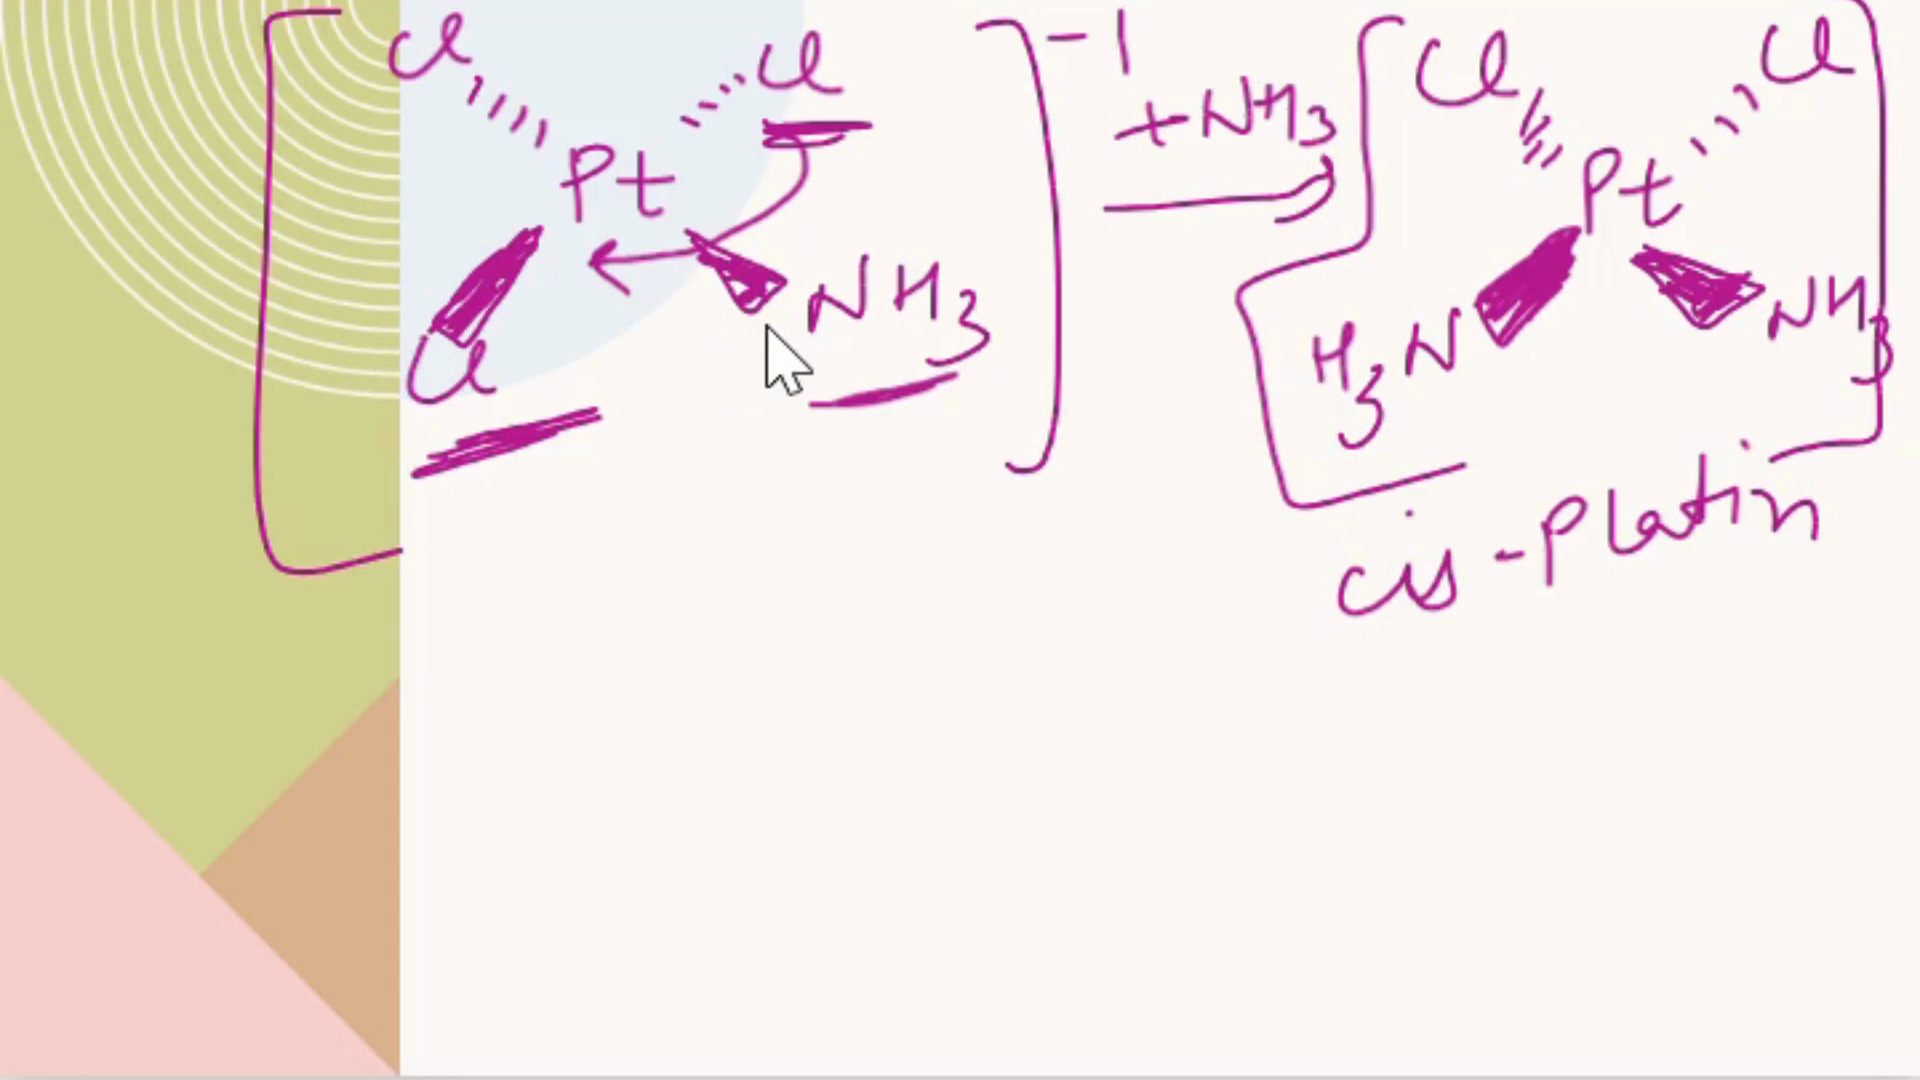 Cl Cl ]-1 [Cl Cl
+NH3
Pt Pt
Cl NH3 H3N NH3
cis-platin